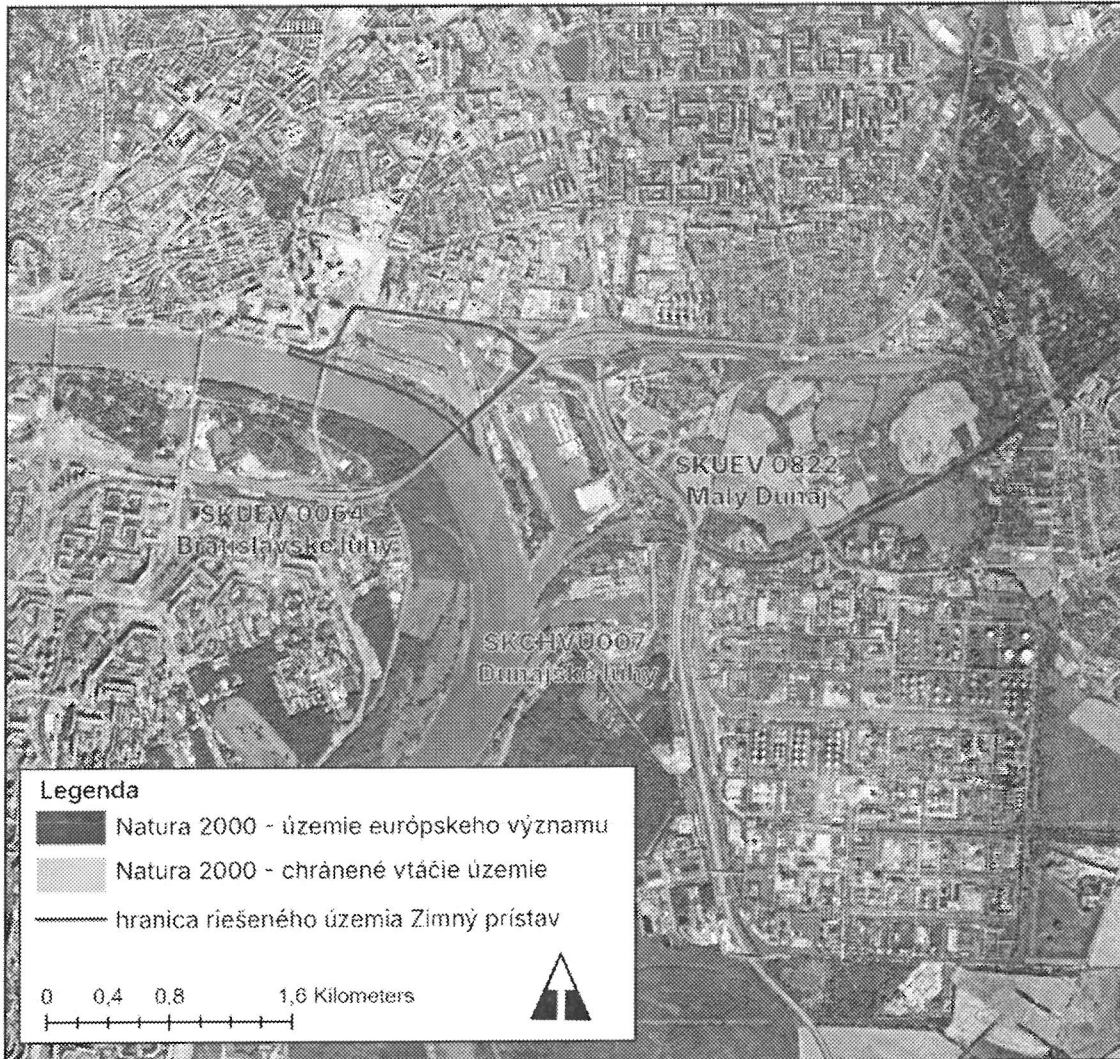 SKUEV 0822
Malý Dunaj
SKUEV 0064
Bratislavské luhy
SKCHVU007
Dunajské luhy
Legenda
Natura 2000 - územie európskeho významu
Natura 2000 - chránené vtáčie územie
hranica riešeného územia Zimný prístav
0 0,4 0,8 1,6 Kilometers